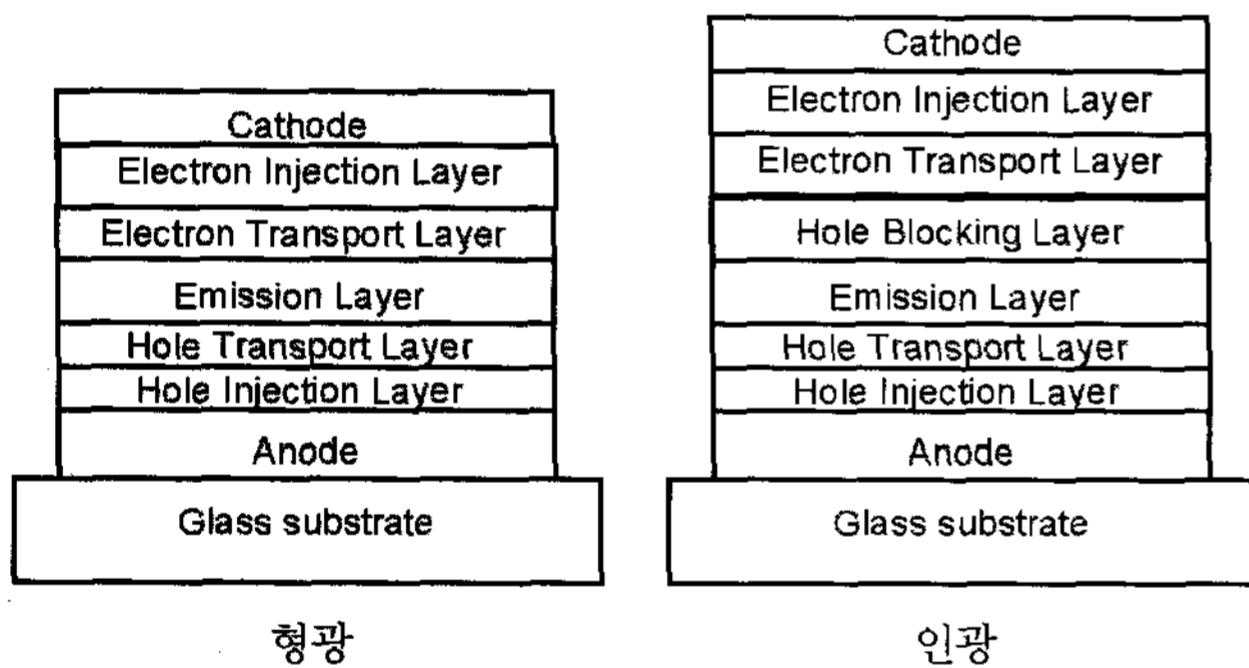 Cathode
Electron Injection Layer
Electron Transport Layer
Emission Layer
Hole Transport Layer
Hole Injection Layer
Anode
Glass substrate
형광
Cathode
Electron Injection Layer
Electron Transport Layer
Hole Blocking Layer
Emission Layer
Hole Transport Layer
Hole Injection Layer
Anode
Glass substrate
인광